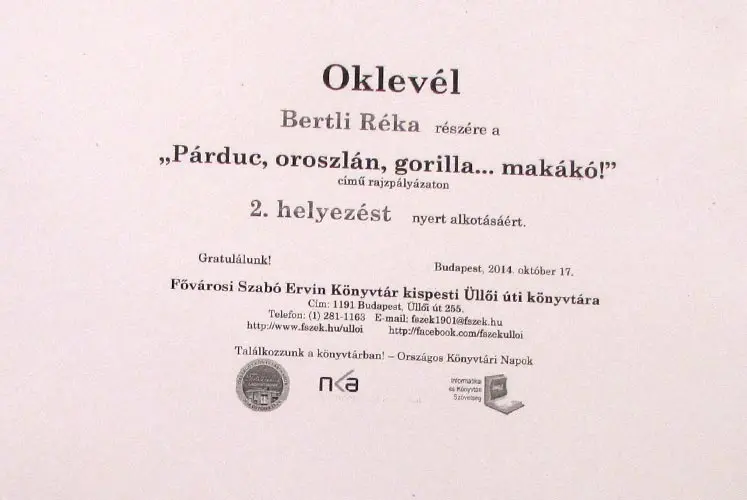 Oklevél
Bertli Réka részére a
„Párduc, oroszlán, gorilla... makákó!”
című rajzpályázaton
2. helyezést nyert alkotásáért.
Gratulálunk!
Budapest, 2014. október 17.
Fővárosi Szabó Ervin Könyvtár kispesti Üllői úti könyvtára
Cím: 1191 Budapest, Üllői út 255.
Telefon: (1) 281-1163 E-mail: fszek1901@fszek.hu
http://www.fszek.hu/ulloi http://facebook.com/fszekulloi
Találkozzunk a könyvtárban! – Országos Könyvtári Napok
nka
Informatikai
és Könyvtári
Szövetség